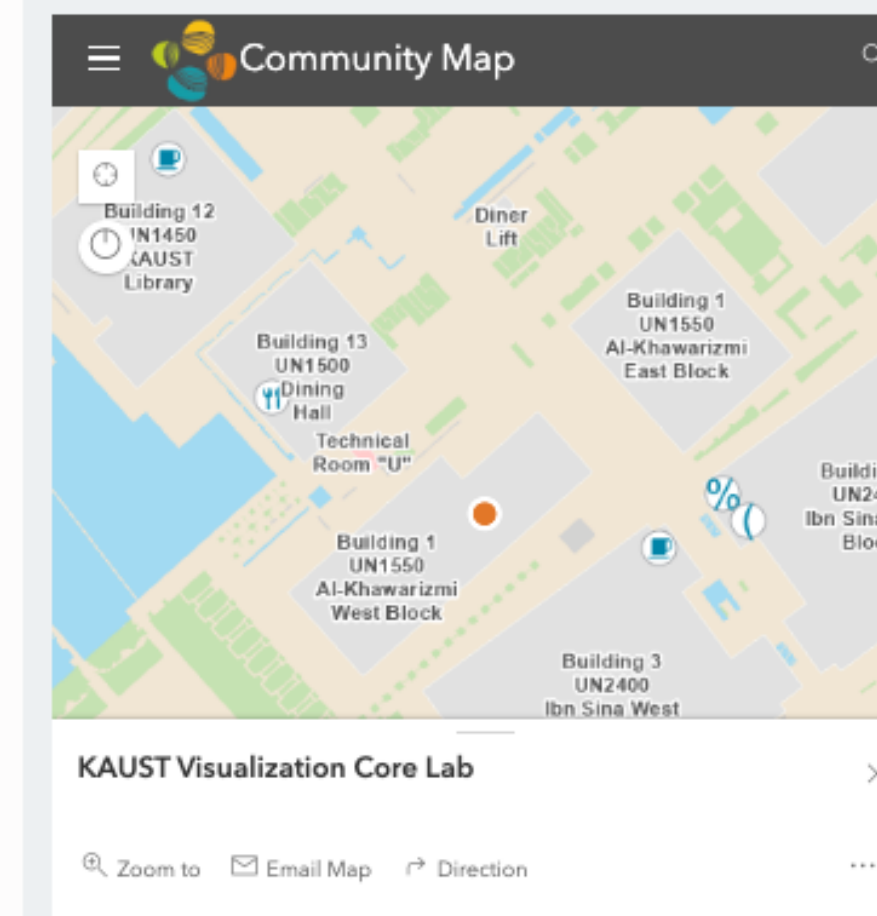 Community Map
Building 12
UN1450
KAUST
Library
Diner
Lift
Building 1
UN1550
Al-Khawarizmi
East Block
Building 13
UN1500
Dining
Hall
Technical
Room "U"
Building 1
UN1550
Al-Khawarizmi
West Block
Ibn Sina
Building 3
UN2400
Ibn Sina West
KAUST Visualization Core Lab
Zoom to
Email Map
Direction